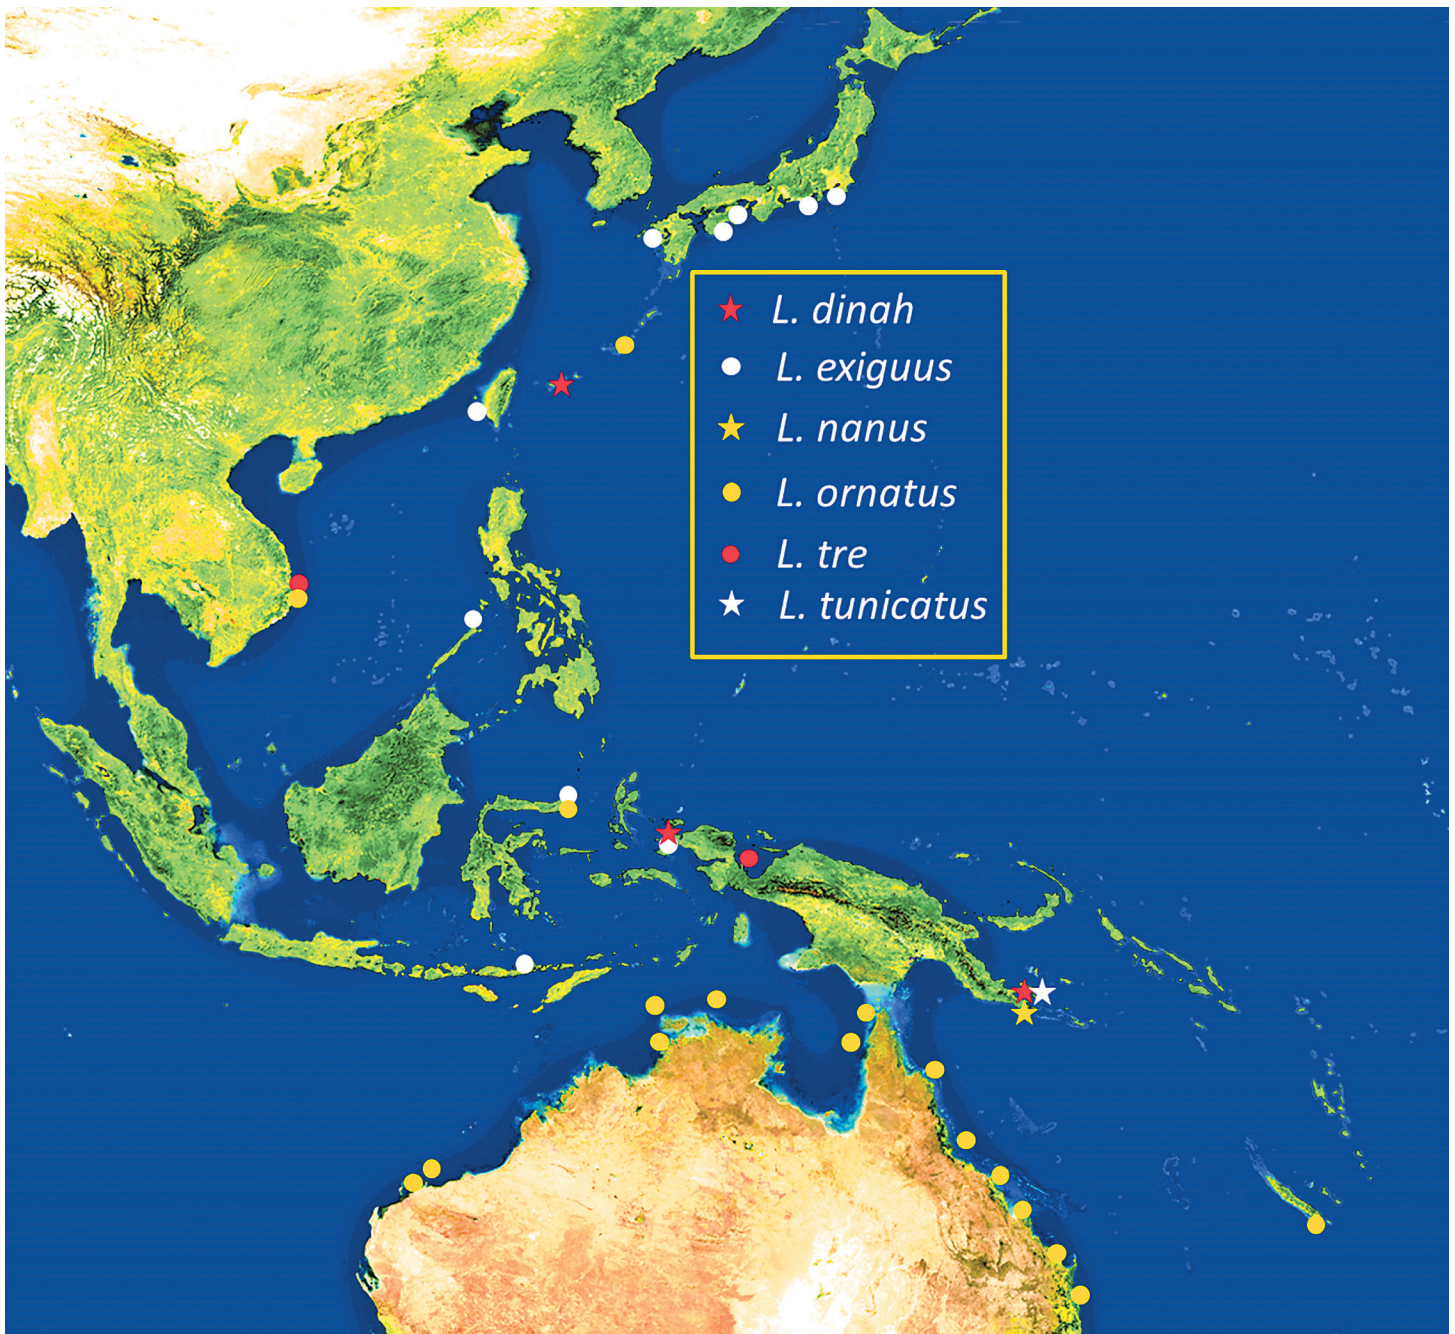 L. dinah
L. exiguus
L. nanus
L. ornatus
L. tre
L. tunicatus